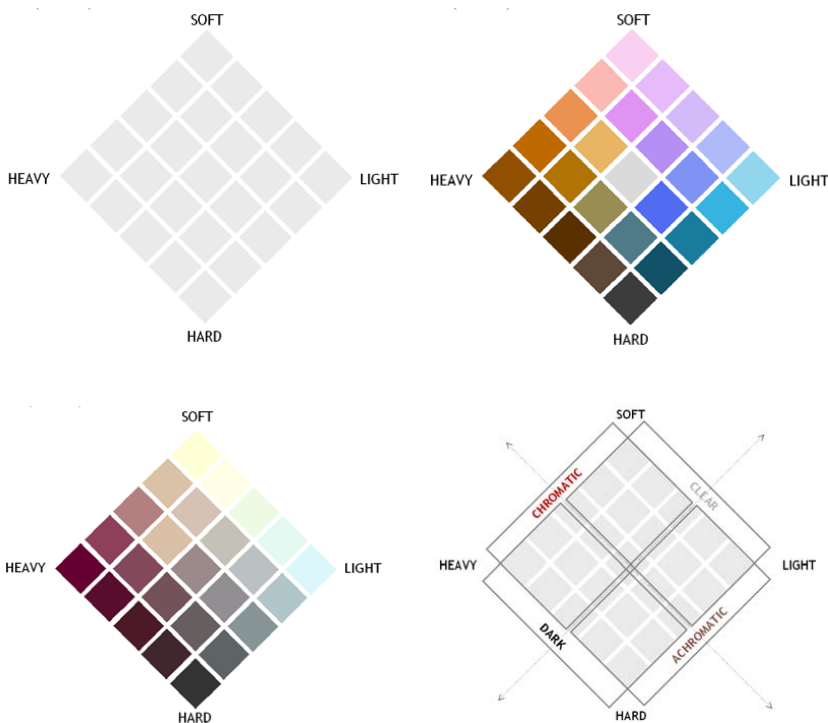 SOFT
HEAVY
LIGHT
HARD
SOFT
HEAVY
LIGHT
HARD
SOFT
HEAVY
LIGHT
HARD
SOFT
CHROMATIC
CLEAR
HEAVY
LIGHT
DARK
ACHROMATIC
HARD